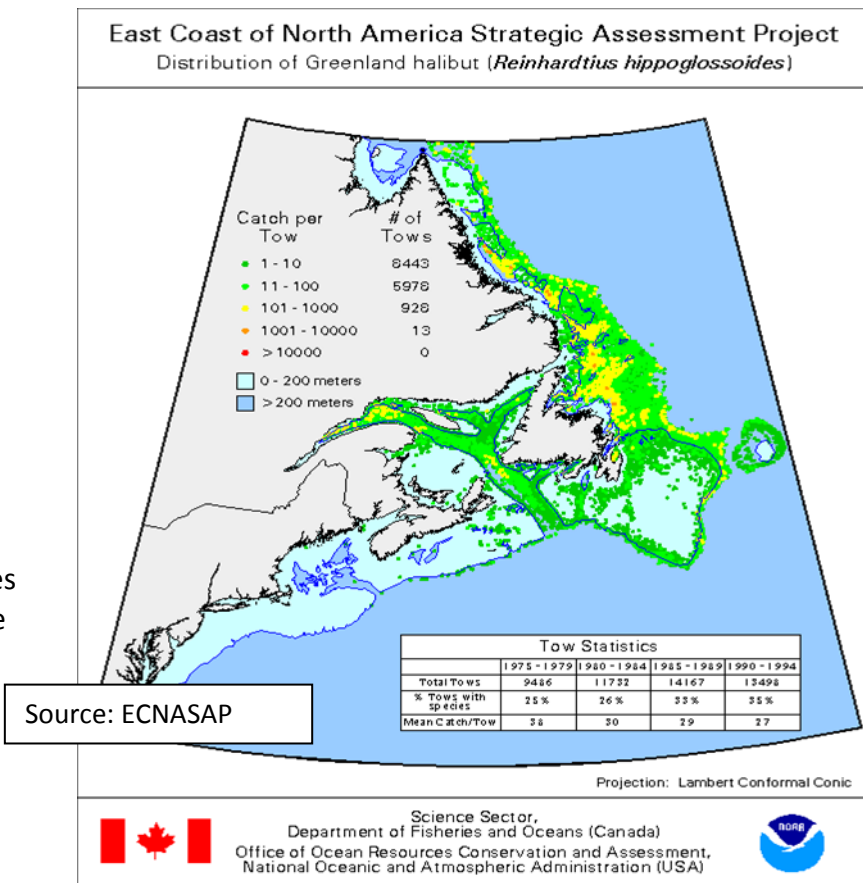 East Coast of North America Strategic Assessment Project
Distribution of Greenland halibut (Reinhardtius hippoglossoides)
Catch per # of
Tow Tows
1 - 10 8443
11 - 100 5978
101 - 1000 928
1001 - 10000 13
>10000 0
0 - 200 meters
>200 meters
es
e
Source: ECNASAP
Tow Statistics
1975 - 1979 1980 - 1984 1985 - 1989 1990 - 1994
Total Tows 9486 11732 14167 13498
% Tows with species 25% 26% 33% 35%
Mean Catch/Tow 38 30 29 27
Projection: Lambert Conformal Conic
Science Sector,
Department of Fisheries and Oceans (Canada)
Office of Ocean Resources Conservation and Assessment,
National Oceanic and Atmospheric Administration (USA)
NOAA